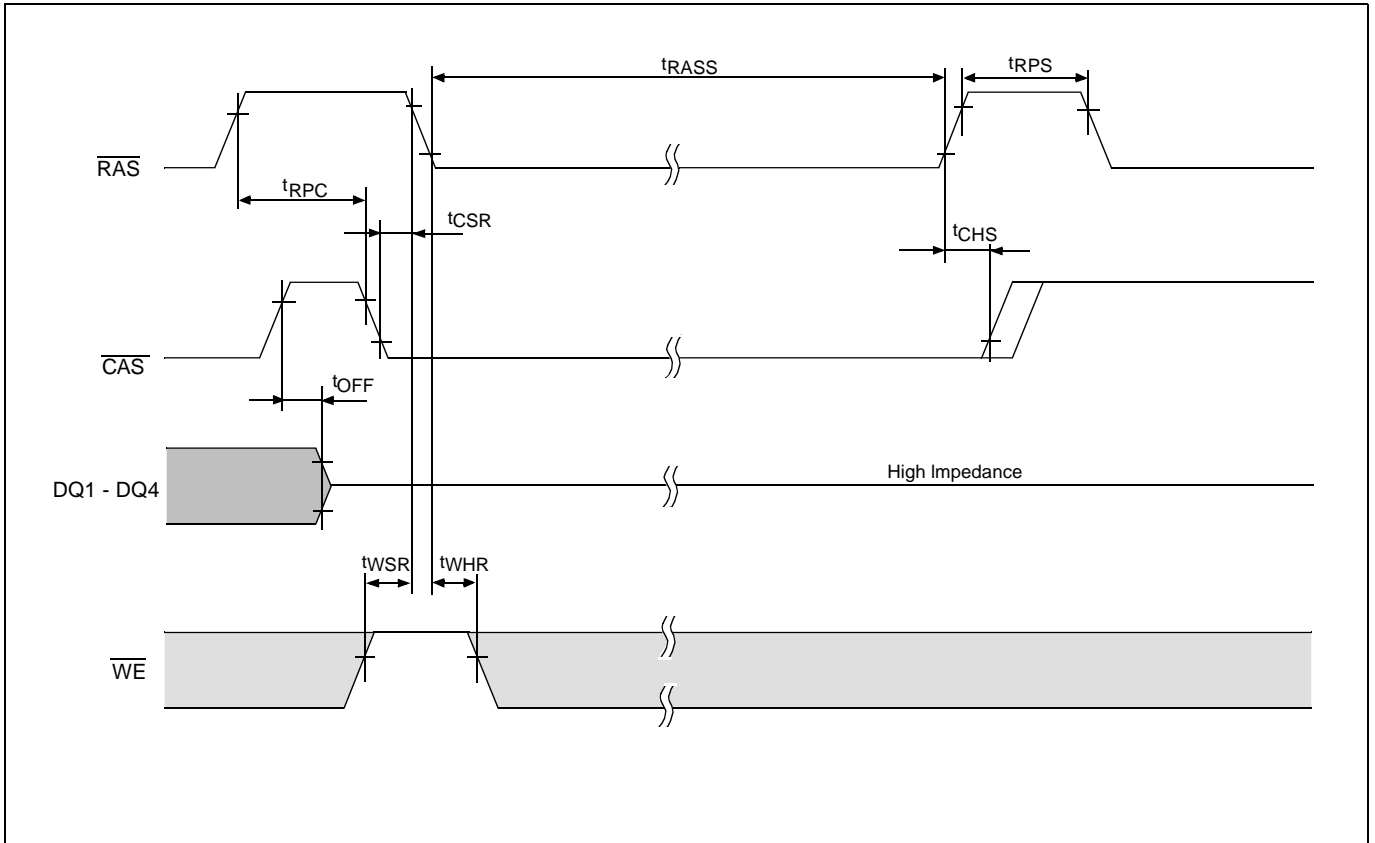 tRASS
tRPS
RAS
tRPC
tCSR
tCHS
CAS
tOFF
DQ1 - DQ4
High Impedance
tWSR
tWHR
WE